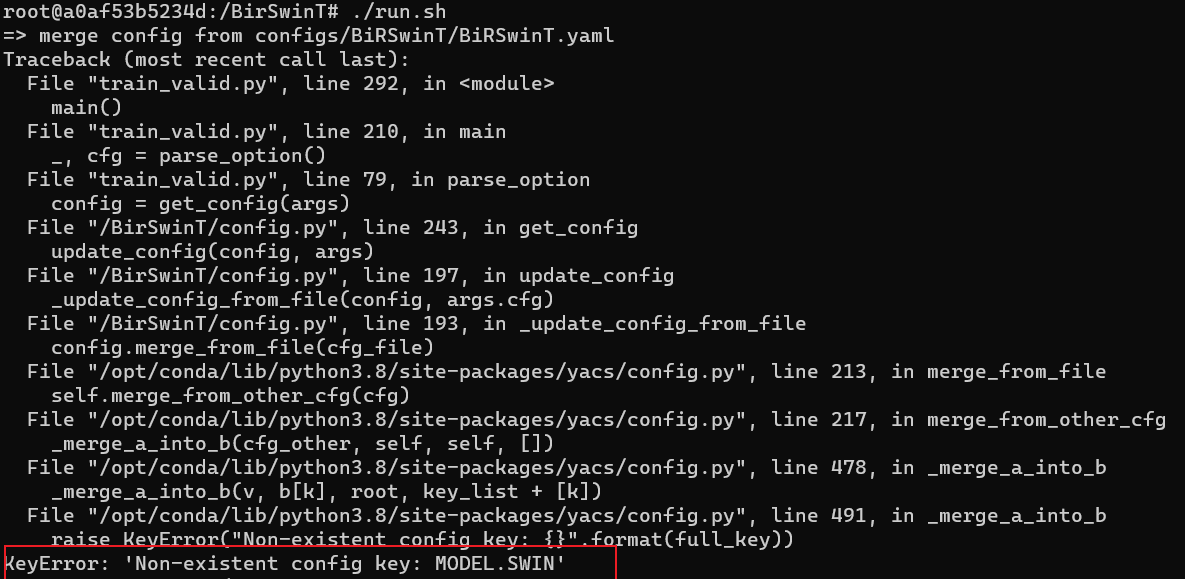 root@a0af53b5234d:/BirSwinT# ./run.sh
=> merge config from configs/BiRSwinT/BiRSwinT.yaml
Traceback (most recent call last):
  File "train_valid.py", line 292, in <module>
    main()
  File "train_valid.py", line 210, in main
    _, cfg = parse_option()
  File "train_valid.py", line 79, in parse_option
    config = get_config(args)
  File "/BirSwinT/config.py", line 243, in get_config
    update_config(config, args)
  File "/BirSwinT/config.py", line 197, in update_config
    _update_config_from_file(config, args.cfg)
  File "/BirSwinT/config.py", line 193, in _update_config_from_file
    config.merge_from_file(cfg_file)
  File "/opt/conda/lib/python3.8/site-packages/yacs/config.py", line 213, in merge_from_file
    self.merge_from_other_cfg(cfg)
  File "/opt/conda/lib/python3.8/site-packages/yacs/config.py", line 217, in merge_from_other_cfg
    _merge_a_into_b(cfg_other, self, self, [])
  File "/opt/conda/lib/python3.8/site-packages/yacs/config.py", line 478, in _merge_a_into_b
    _merge_a_into_b(v, b[k], root, key_list + [k])
  File "/opt/conda/lib/python3.8/site-packages/yacs/config.py", line 491, in _merge_a_into_b
    raise KeyError("Non-existent config key: {}".format(full_key))
KeyError: 'Non-existent config key: MODEL.SWIN'